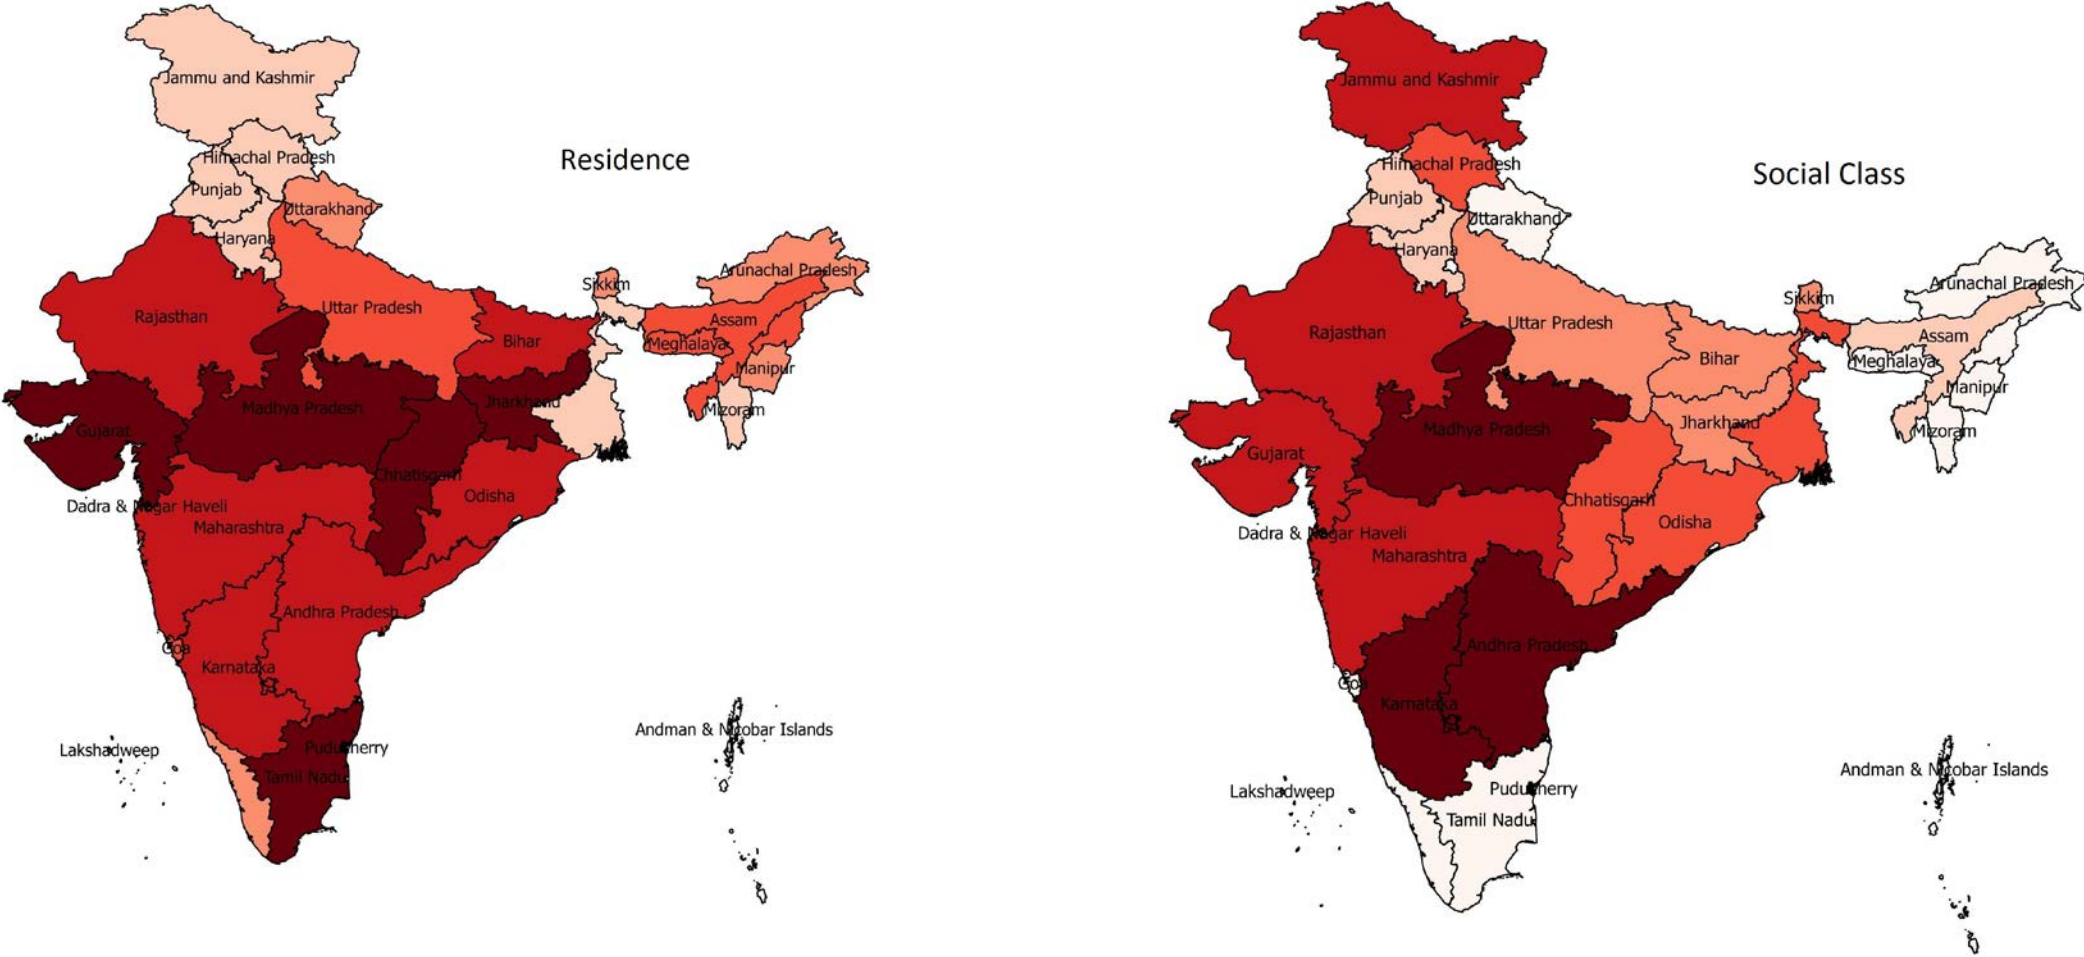 Residence
Jammu and Kashmir
Himachal Pradesh
Punjab
Uttarakhand
Haryana
Arunachal Pradesh
Sikkim
Uttar Pradesh
Rajasthan
Assam
Bihar
Meghalaya
Manipur
Jharkhand
Madhya Pradesh
Mizoram
Gujarat
Chhatisgarh
Odisha
Dadra & Nagar Haveli
Maharashtra
Andhra Pradesh
Goa
Karnataka
Andman & Nicobar Islands
Lakshadweep
Puducherry
Tamil Nadu
Social Class
Jammu and Kashmir
Himachal Pradesh
Punjab
Uttarakhand
Haryana
Arunachal Pradesh
Sikkim
Uttar Pradesh
Rajasthan
Assam
Bihar
Meghalaya
Manipur
Jharkhand
Madhya Pradesh
Mizoram
Gujarat
Chhatisgarh
Odisha
Dadra & Nagar Haveli
Maharashtra
Andhra Pradesh
Goa
Karnataka
Andman & Nicobar Islands
Lakshadweep
Puducherry
Tamil Nadu